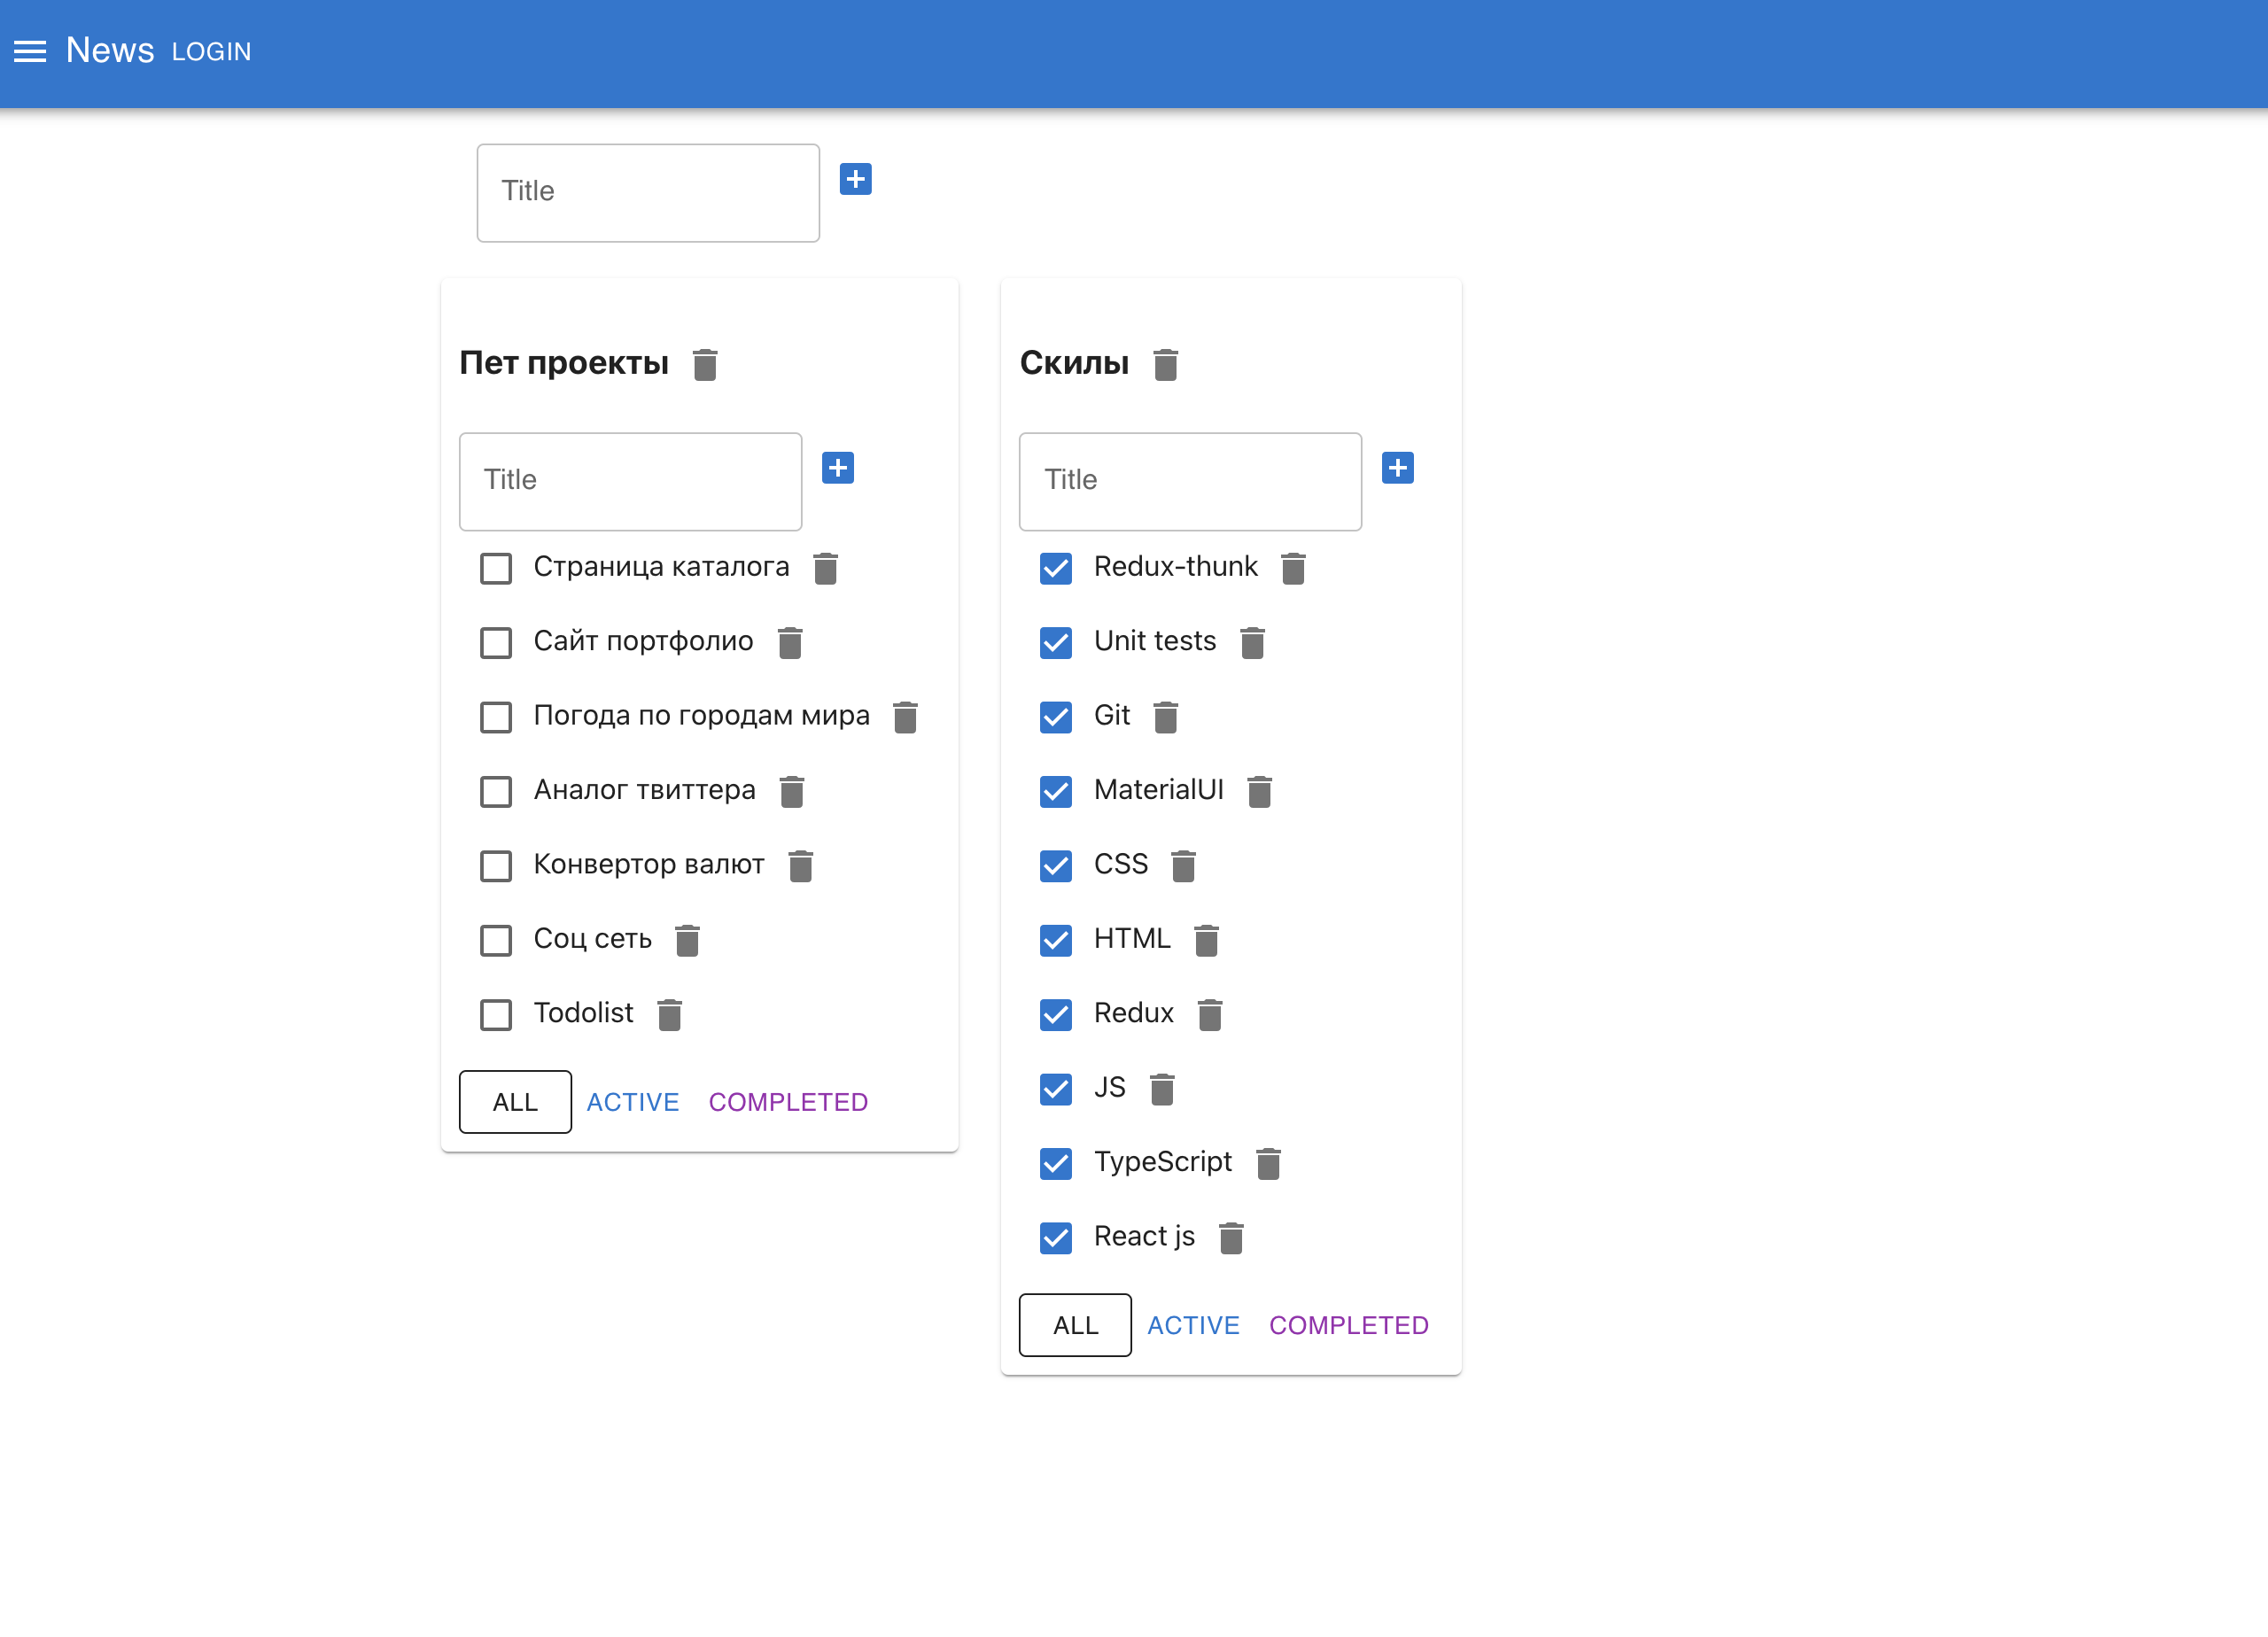 News LOGIN
Title
Пет проекты
Title
Страница каталога
Сайт портфолио
Погода по городам мира
Аналог твиттера
Конвертор валют
Соц сеть
Todolist
ALL ACTIVE COMPLETED
Скилы
Title
Redux-thunk
Unit tests
Git
MaterialUI
CSS
HTML
Redux
JS
TypeScript
React js
ALL ACTIVE COMPLETED